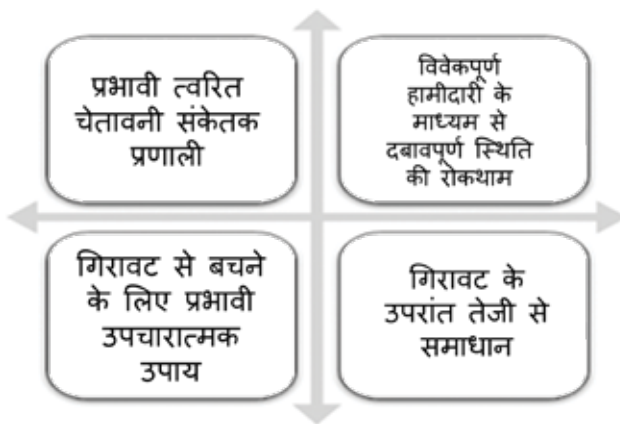 प्रभावी त्वरित
चेतावनी संकेतक
प्रणाली
विवेकपूर्ण
हामीदारी के
माध्यम से
दबावपूर्ण स्थिति
की रोकथाम
गिरावट से बचने
के लिए प्रभावी
उपचारात्मक
उपाय
गिरावट के
उपरांत तेजी से
समाधान